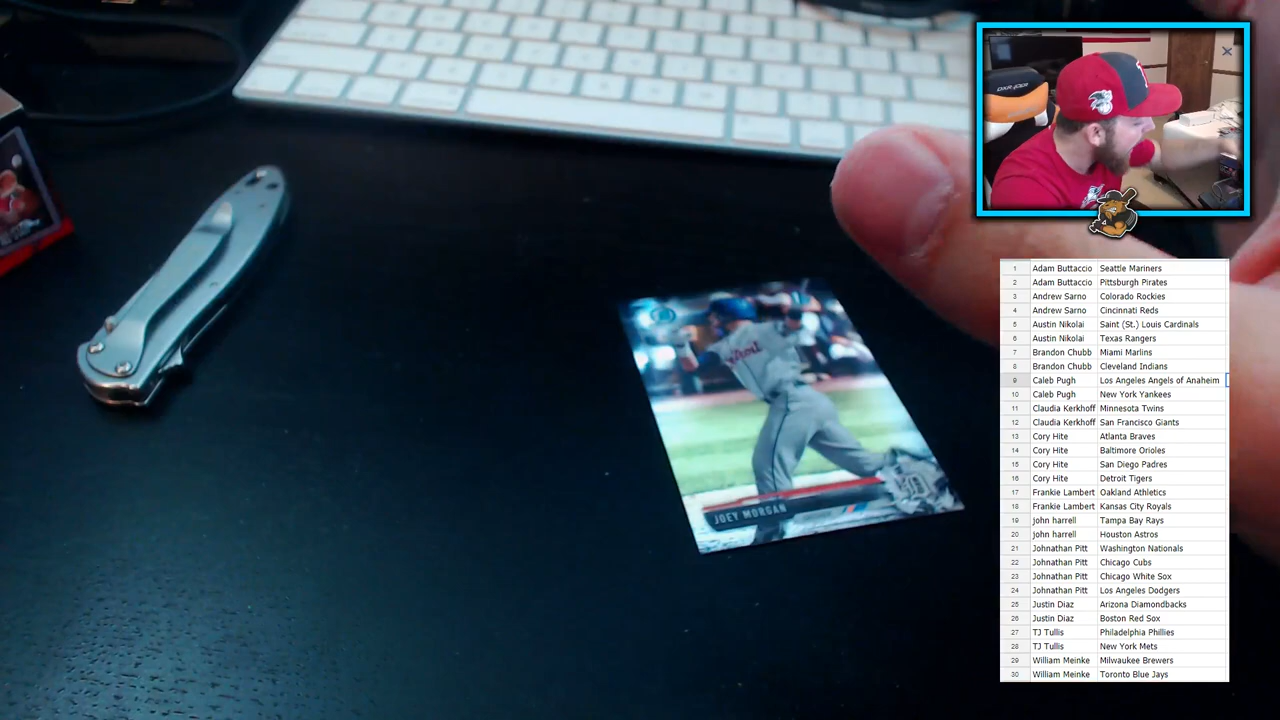 DXRACER
Detroit
JOEY MORGAN
1 Adam Buttaccio Seattle Mariners
2 Adam Buttaccio Pittsburgh Pirates
3 Andrew Sarno Colorado Rockies
4 Andrew Sarno Cincinnati Reds
5 Austin Nikolai Saint (St.) Louis Cardinals
6 Austin Nikolai Texas Rangers
7 Brandon Chubb Miami Marlins
8 Brandon Chubb Cleveland Indians
9 Caleb Pugh Los Angeles Angels of Anaheim
10 Caleb Pugh New York Yankees
11 Claudia Kerkhoff Minnesota Twins
12 Claudia Kerkhoff San Francisco Giants
13 Cory Hite Atlanta Braves
14 Cory Hite Baltimore Orioles
15 Cory Hite San Diego Padres
16 Cory Hite Detroit Tigers
17 Frankie Lambert Oakland Athletics
18 Frankie Lambert Kansas City Royals
19 john harrell Tampa Bay Rays
20 john harrell Houston Astros
21 Johnathan Pitt Washington Nationals
22 Johnathan Pitt Chicago Cubs
23 Johnathan Pitt Chicago White Sox
24 Johnathan Pitt Los Angeles Dodgers
25 Justin Diaz Arizona Diamondbacks
26 Justin Diaz Boston Red Sox
27 TJ Tullis Philadelphia Phillies
28 TJ Tullis New York Mets
29 William Meinke Milwaukee Brewers
30 William Meinke Toronto Blue Jays